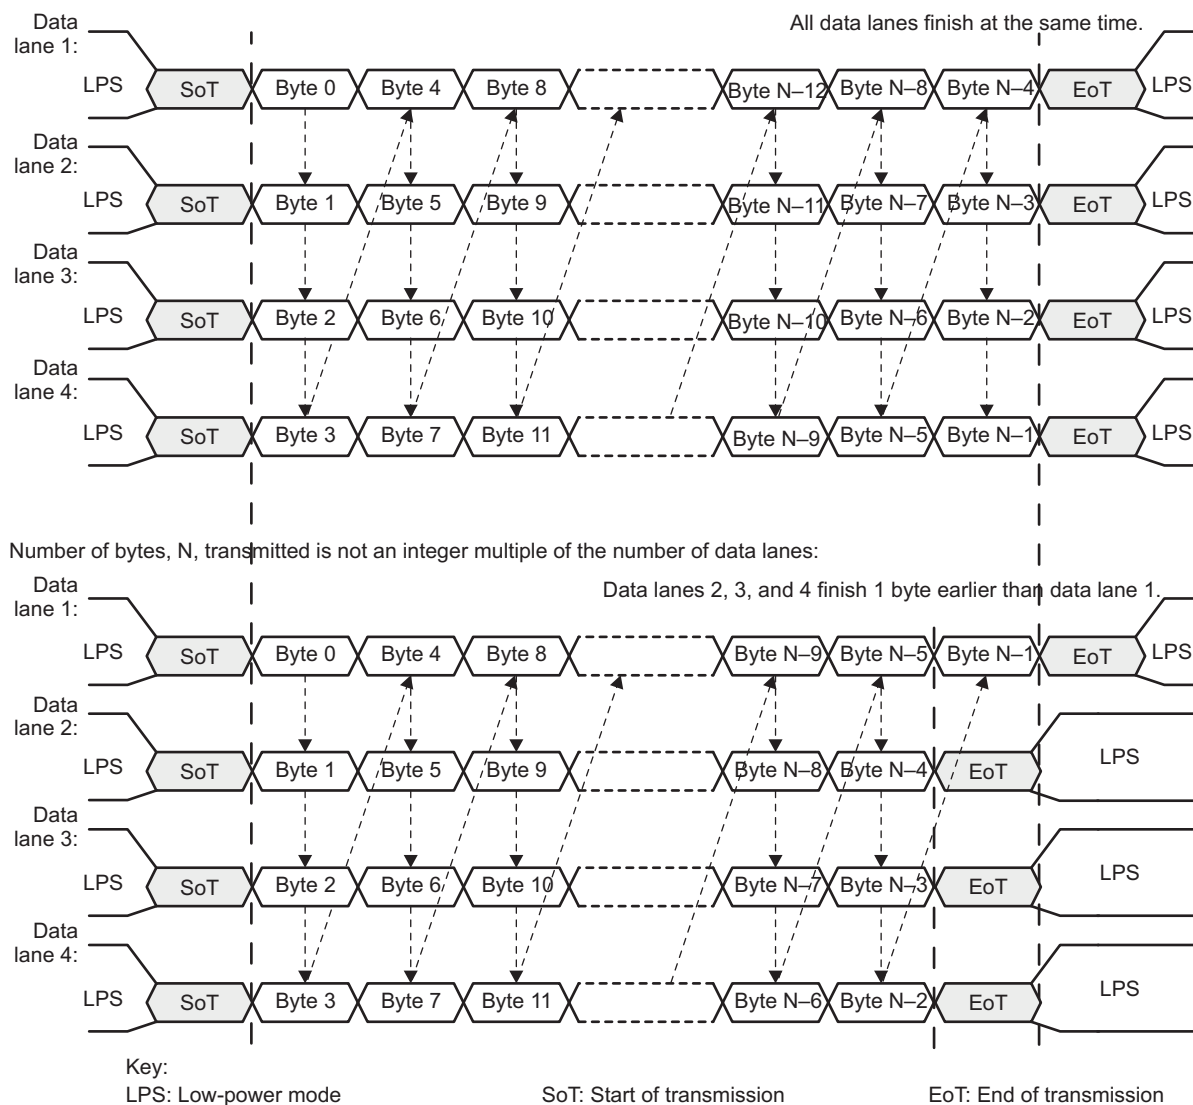 All data lanes finish at the same time.
Data
lane 1:
LPS SoT Byte 0 Byte 4 Byte 8 Byte N–12 Byte N–8 Byte N–4 EoT LPS
Data
lane 2:
LPS SoT Byte 1 Byte 5 Byte 9 Byte N–11 Byte N–7 Byte N–3 EoT LPS
Data
lane 3:
LPS SoT Byte 2 Byte 6 Byte 10 Byte N–10 Byte N–6 Byte N–2 EoT LPS
Data
lane 4:
LPS SoT Byte 3 Byte 7 Byte 11 Byte N–9 Byte N–5 Byte N–1 EoT LPS
Number of bytes, N, transmitted is not an integer multiple of the number of data lanes:
Data lanes 2, 3, and 4 finish 1 byte earlier than data lane 1.
Data
lane 1:
LPS SoT Byte 0 Byte 4 Byte 8 Byte N–9 Byte N–5 Byte N–1 EoT LPS
Data
lane 2:
LPS SoT Byte 1 Byte 5 Byte 9 Byte N–8 Byte N–4 EoT LPS
Data
lane 3:
LPS SoT Byte 2 Byte 6 Byte 10 Byte N–7 Byte N–3 EoT LPS
Data
lane 4:
LPS SoT Byte 3 Byte 7 Byte 11 Byte N–6 Byte N–2 EoT LPS
Key:
LPS: Low-power mode SoT: Start of transmission EoT: End of transmission